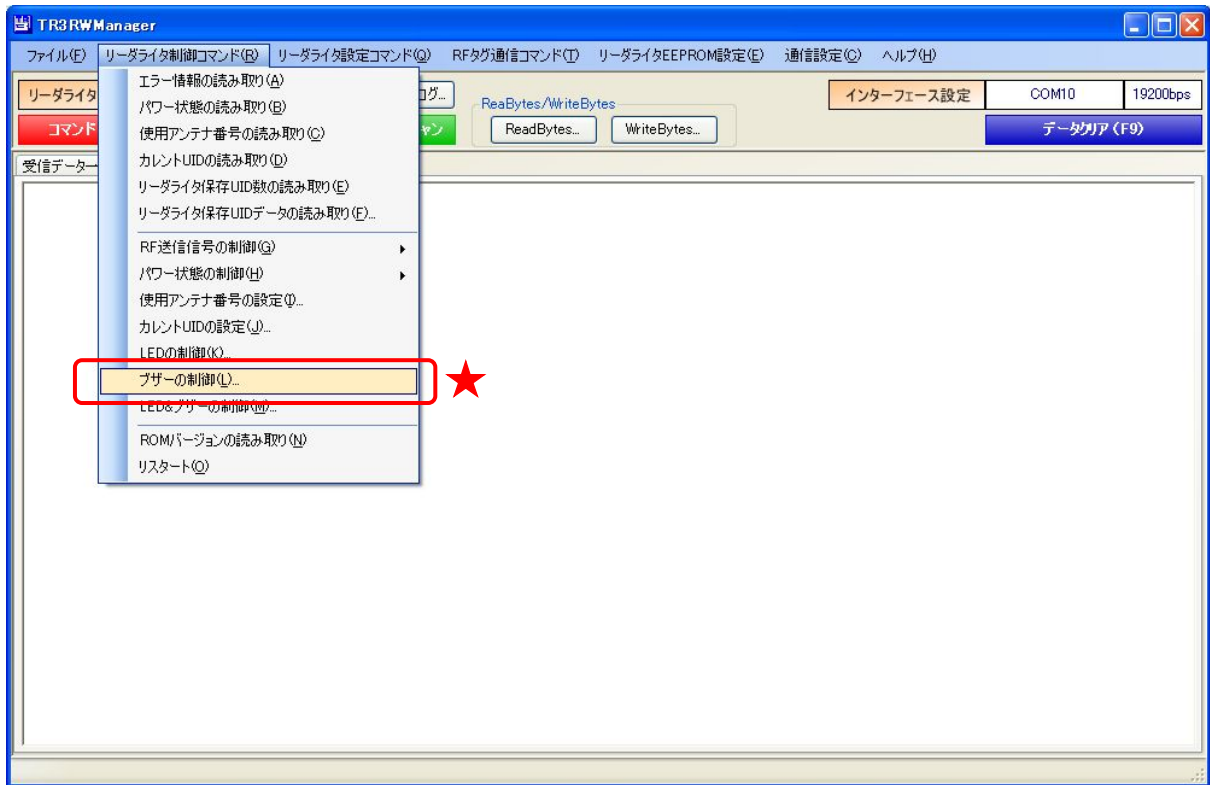 TR3RWManager
ファイル(F) リーダライタ制御コマンド(R) リーダライタ設定コマンド(Q) RFタグ通信コマンド(T) リーダライタEEPROM設定(E) 通信設定(C) ヘルプ(H)
リーダライタ
ログ...
ReaBytes/WriteBytes
インターフェース設定 COM10 19200bps
コマンド
キャン
ReadBytes... WriteBytes...
データクリア(F9)
受信データ一
エラー情報の読み取り(A)
パワー状態の読み取り(B)
使用アンテナ番号の読み取り(C)
カレントUIDの読み取り(D)
リーダライタ保存UID数の読み取り(E)
リーダライタ保存UIDデータの読み取り(F)...
RF送信信号の制御(G)
パワー状態の制御(H)
使用アンテナ番号の設定(I)...
カレントUIDの設定(J)...
LEDの制御(K)...
ブザーの制御(L)...
LED&ブザーの制御(M)...
ROMバージョンの読み取り(N)
リスタート(O)